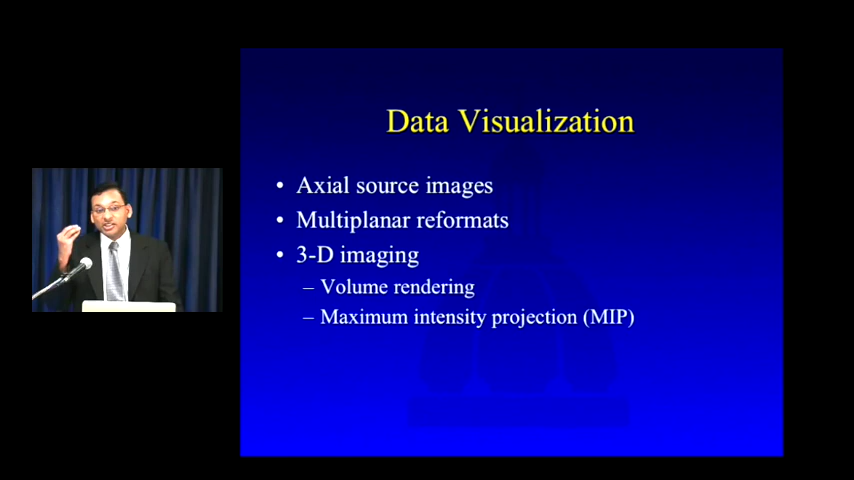 Data Visualization
• Axial source images
• Multiplanar reformats
• 3-D imaging
– Volume rendering
– Maximum intensity projection (MIP)